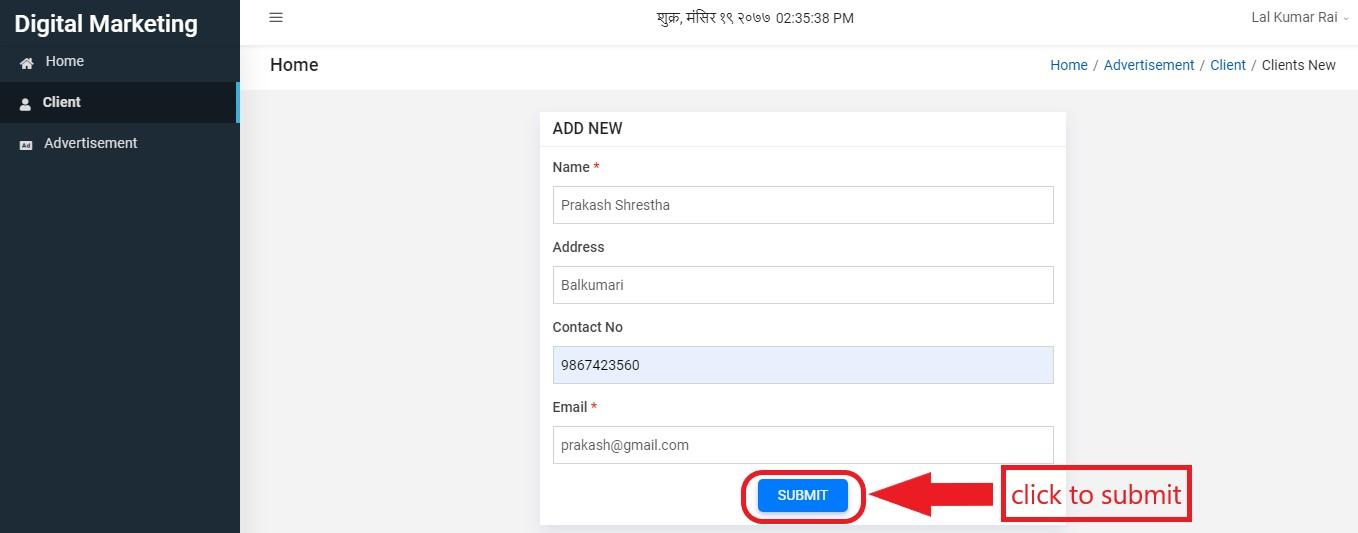 Digital Marketing
Home
Client
Ad Advertisement
शुक्र, मंसिर १९ २०७७ 02:35:38 PM
Lal Kumar Rai
Home
Home / Advertisement / Client / Clients New
ADD NEW
Name *
Prakash Shrestha
Address
Balkumari
Contact No
9867423560
Email *
prakash@gmail.com
SUBMIT
click to submit